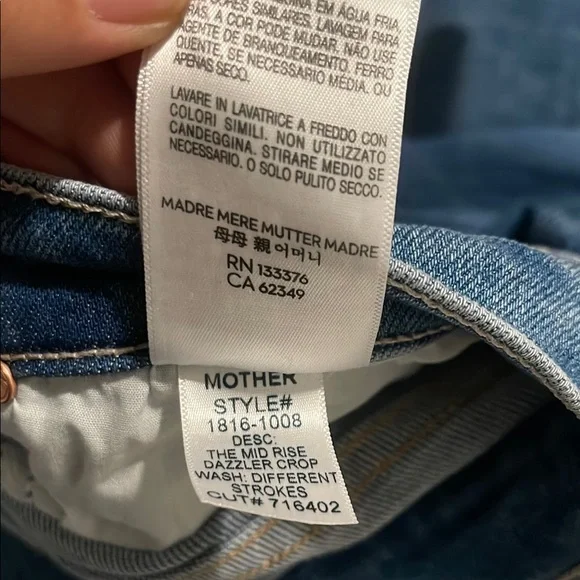 EM ÁGUA FRIA
CORES SIMILARES. LAVAGEM PARA
A COR PODE MUDAR. NÃO USE
AGENTE DE BRANQUEAMENTO. FERRO
QUENTE, SE NECESSÁRIO MÉDIA. OU
APENAS SECO.
LAVARE IN LAVATRICE A FREDDO CON
COLORI SIMILI. NON UTILIZZATO
CANDEGGINA. STIRARE MEDIO SE
NECESSARIO. O SOLO PULITO SECCO.
MADRE MERE MUTTER MADRE
母母 親 어머니
RN 133376
CA 62349
MOTHER
STYLE#
1816-1008
DESC:
THE MID RISE
DAZZLER CROP
WASH: DIFFERENT
STROKES
CUT# 716402